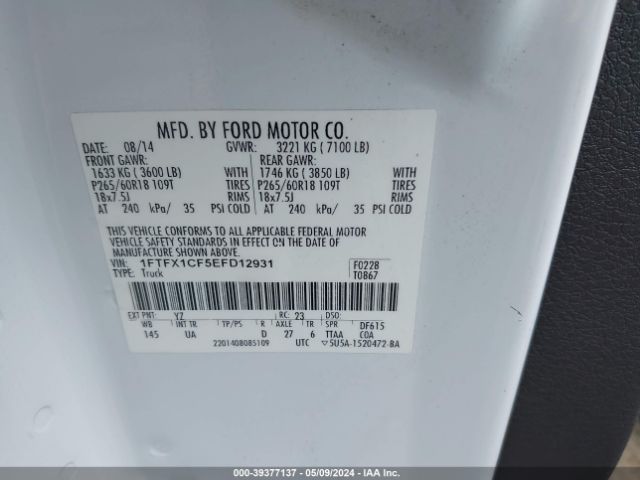 MFD. BY FORD MOTOR CO.
DATE: 08/14 GVWR: 3221 KG ( 7100 LB)
FRONT GAWR: REAR GAWR:
1633 KG ( 3600 LB) WITH 1746 KG ( 3850 LB) WITH
P265/60R18 109T TIRES P265/60R18 109T TIRES
18x7.5J RIMS 18x7.5J RIMS
AT 240 kPa/ 35 PSI COLD AT 240 kPa/ 35 PSI COLD
THIS VEHICLE CONFORMS TO ALL APPLICABLE FEDERAL MOTOR
VEHICLE SAFETY STANDARDS IN EFFECT ON THE DATE OF
MANUFACTURE SHOWN ABOVE.
VIN: 1FTFX1CF5EFD12931 F0228
TYPE: Truck T0867
EXT PNT: YZ RC: 23 DSO:
WB INT TR TP/PS R AXLE TR SPR DF615
145 UA D 27 6 TTAA COA
2201408085109 UTC ▽5U5A-1520472-BA
000-39377137 - 05/09/2024 - IAA Inc.